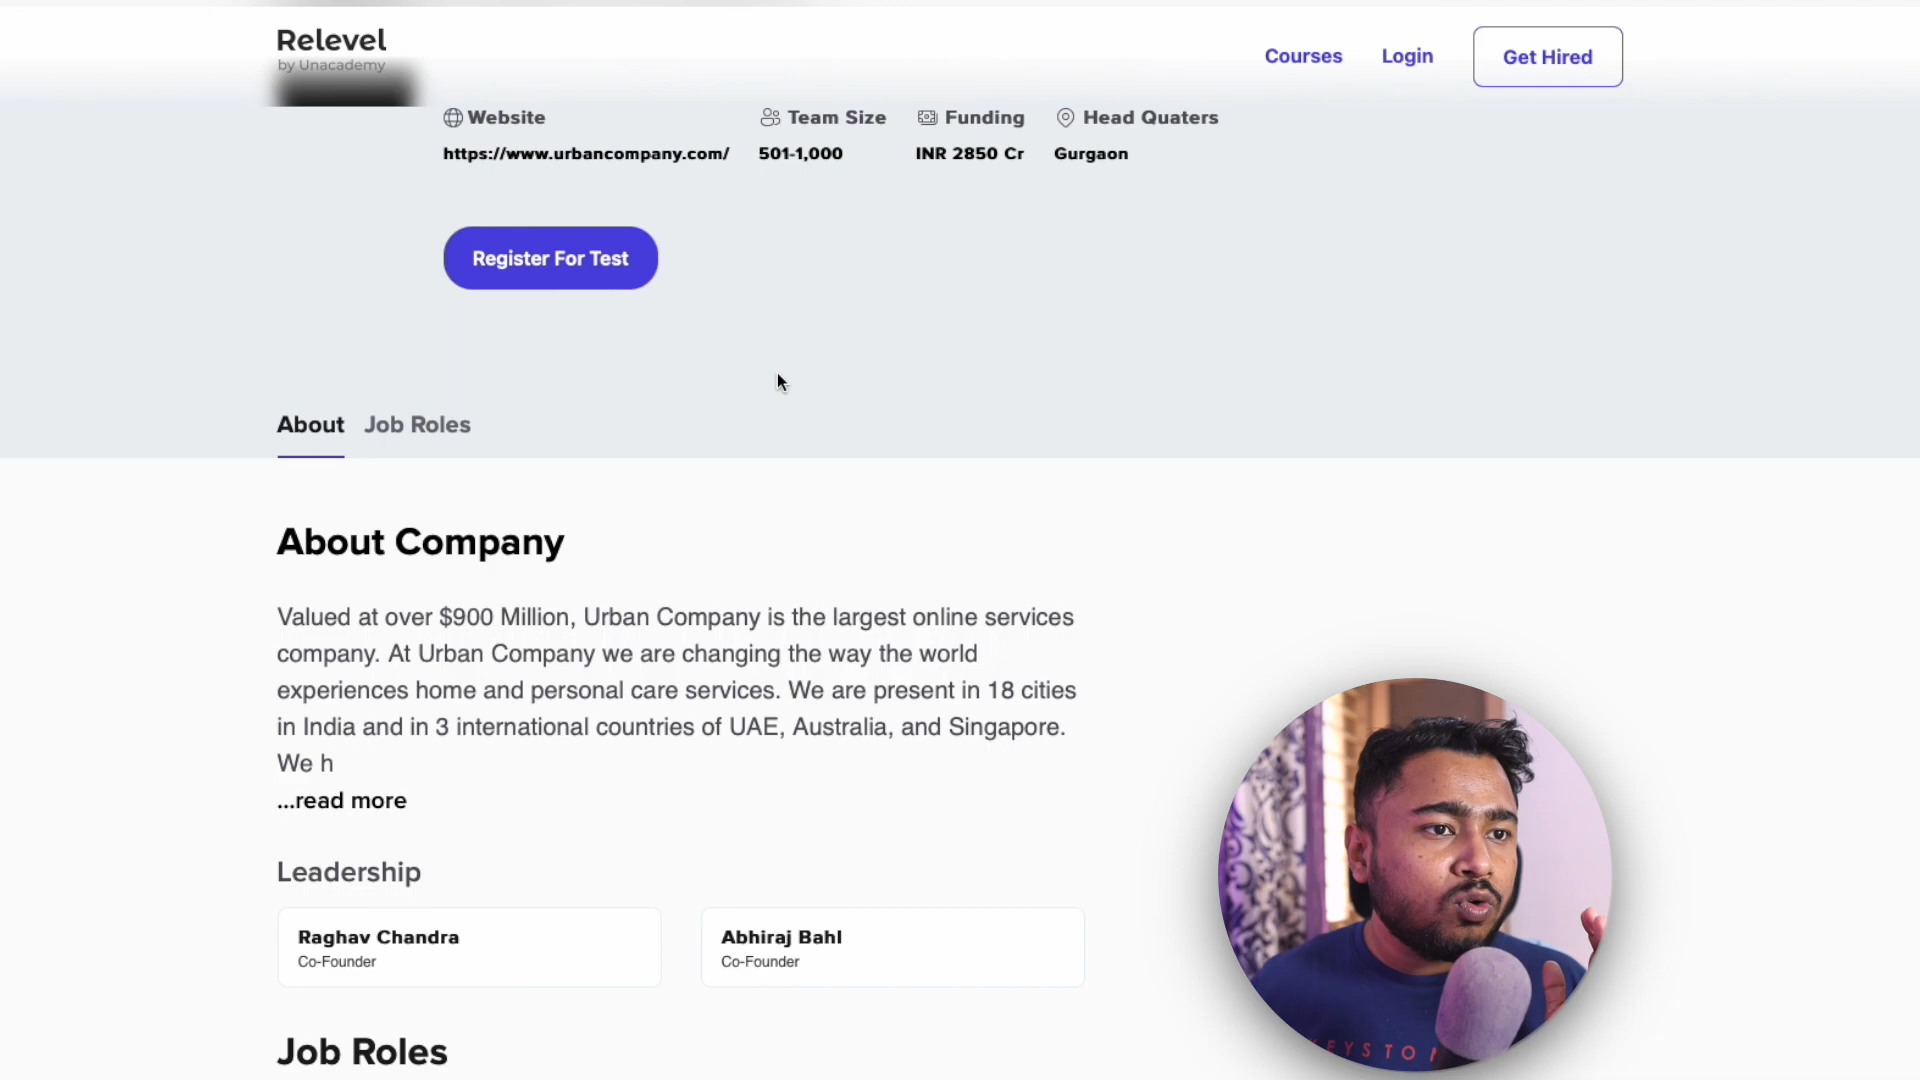 Relevel
by Unacademy
Courses
Login
Get Hired
Website
Team Size
Funding
Head Quaters
https://www.urbancompany.com/
501-1,000
INR 2850 Cr
Gurgaon
Register For Test
About
Job Roles
About Company
Valued at over $900 Million, Urban Company is the largest online services
company. At Urban Company we are changing the way the world
experiences home and personal care services. We are present in 18 cities
in India and in 3 international countries of UAE, Australia, and Singapore.
We h
...read more
Leadership
Raghav Chandra
Co-Founder
Abhiraj Bahl
Co-Founder
Job Roles